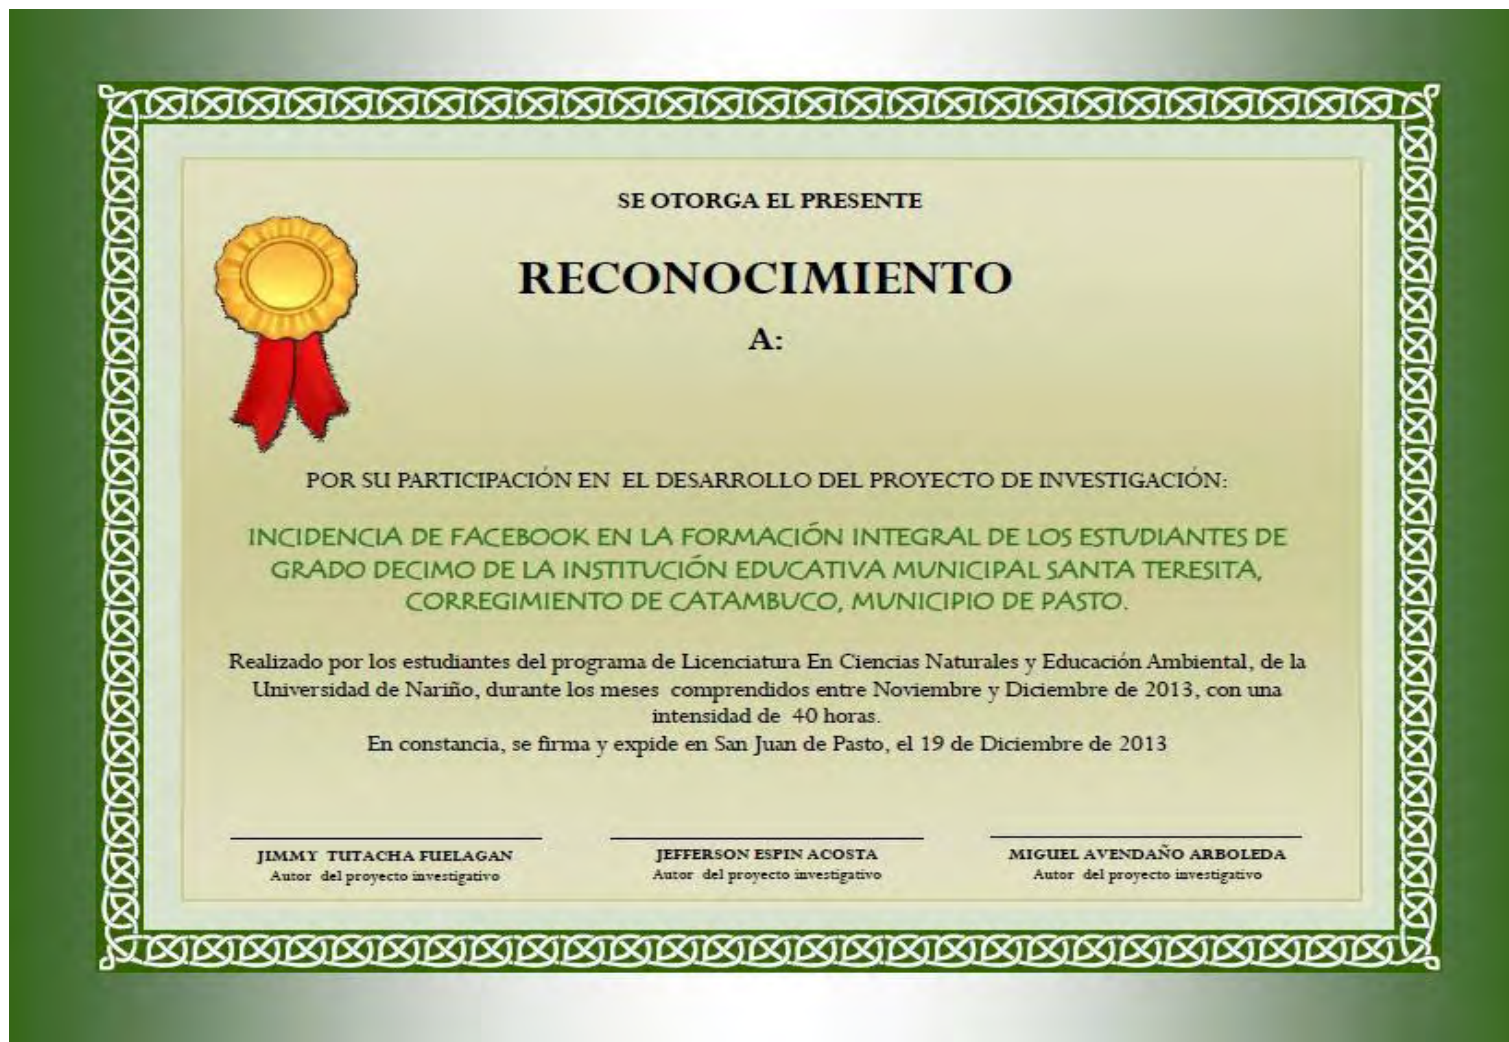 SE OTORGA EL PRESENTE
RECONOCIMIENTO
A:
POR SU PARTICIPACIÓN EN EL DESARROLLO DEL PROYECTO DE INVESTIGACIÓN:
INCIDENCIA DE FACEBOOK EN LA FORMACIÓN INTEGRAL DE LOS ESTUDIANTES DE
GRADO DECIMO DE LA INSTITUCIÓN EDUCATIVA MUNICIPAL SANTA TERESITA,
CORREGIMIENTO DE CATAMBUCO, MUNICIPIO DE PASTO.
Realizado por los estudiantes del programa de Licenciatura En Ciencias Naturales y Educación Ambiental, de la
Universidad de Nariño, durante los meses comprendidos entre Noviembre y Diciembre de 2013, con una
intensidad de 40 horas.
En constancia, se firma y expide en San Juan de Pasto, el 19 de Diciembre de 2013
JIMMY TUTACHA FUELAGAN
Autor del proyecto investigativo
JEFFERSON ESPIN ACOSTA
Autor del proyecto investigativo
MIGUEL AVENDAÑO ARBOLEDA
Autor del proyecto investigativo